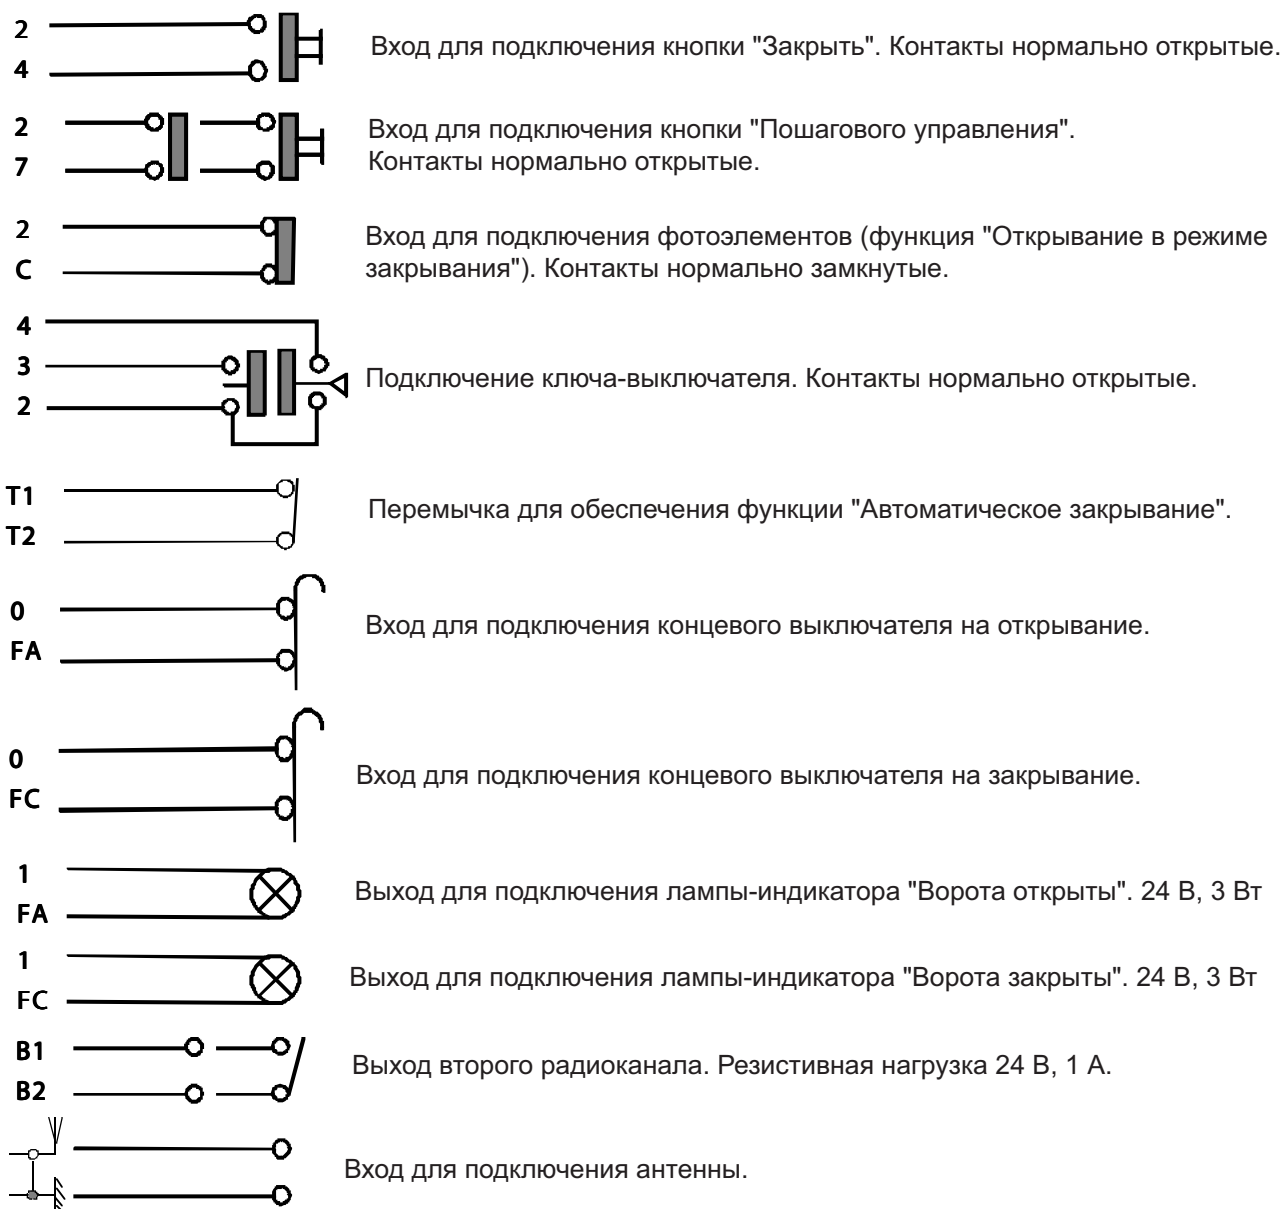 2
4
Вход для подключения кнопки "Закрыть". Контакты нормально открытые.
2
7
Вход для подключения кнопки "Пошагового управления".
Контакты нормально открытые.
2
C
Вход для подключения фотоэлементов (функция "Открывание в режиме
закрывания"). Контакты нормально замкнутые.
4
3
2
Подключение ключа-выключателя. Контакты нормально открытые.
T1
T2
Перемычка для обеспечения функции "Автоматическое закрывание".
0
FA
Вход для подключения концевого выключателя на открывание.
0
FC
Вход для подключения концевого выключателя на закрывание.
1
FA
Выход для подключения лампы-индикатора "Ворота открыты". 24 В, 3 Вт
1
FC
Выход для подключения лампы-индикатора "Ворота закрыты". 24 В, 3 Вт
B1
B2
Выход второго радиоканала. Резистивная нагрузка 24 В, 1 А.
Вход для подключения антенны.